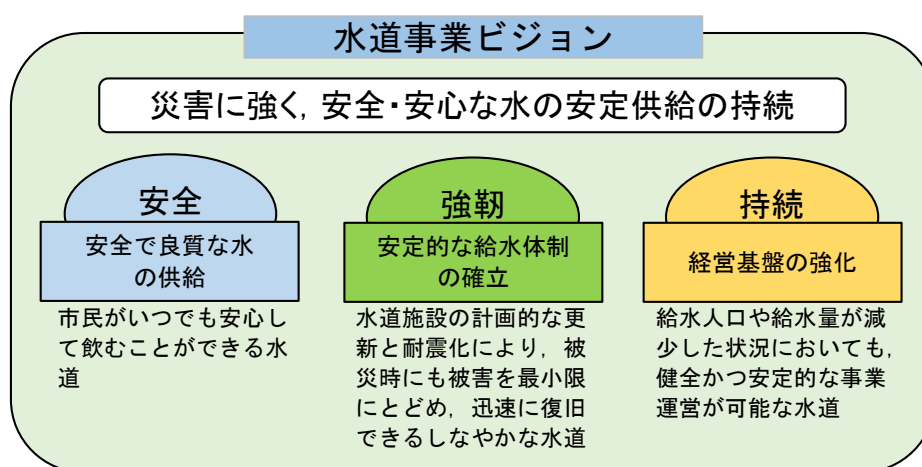 水道事業ビジョン
災害に強く，安全・安心な水の安定供給の持続
安全
安全で良質な水
の供給
市民がいつでも安心し
て飲むことができる水
道
強靭
安定的な給水体制
の確立
水道施設の計画的な更
新と耐震化により，被
災時にも被害を最小限
にとどめ，迅速に復旧
できるしなやかな水道
持続
経営基盤の強化
給水人口や給水量が減
少した状況においても，
健全かつ安定的な事業
運営が可能な水道